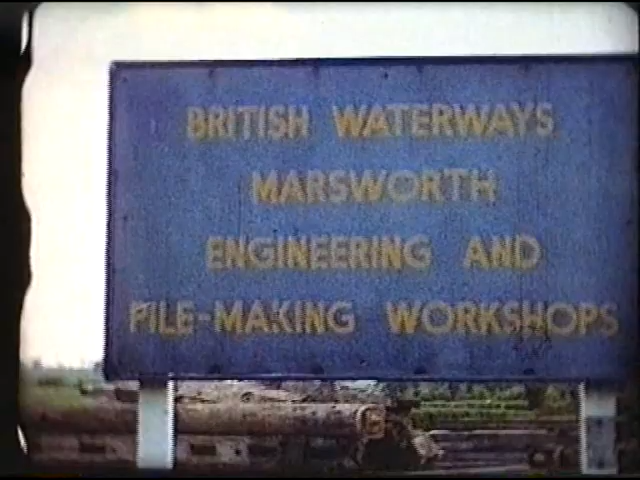 BRITISH WATERWAYS
MARSWORTH
ENGINEERING AND
PILE-MAKING WORKSHOPS